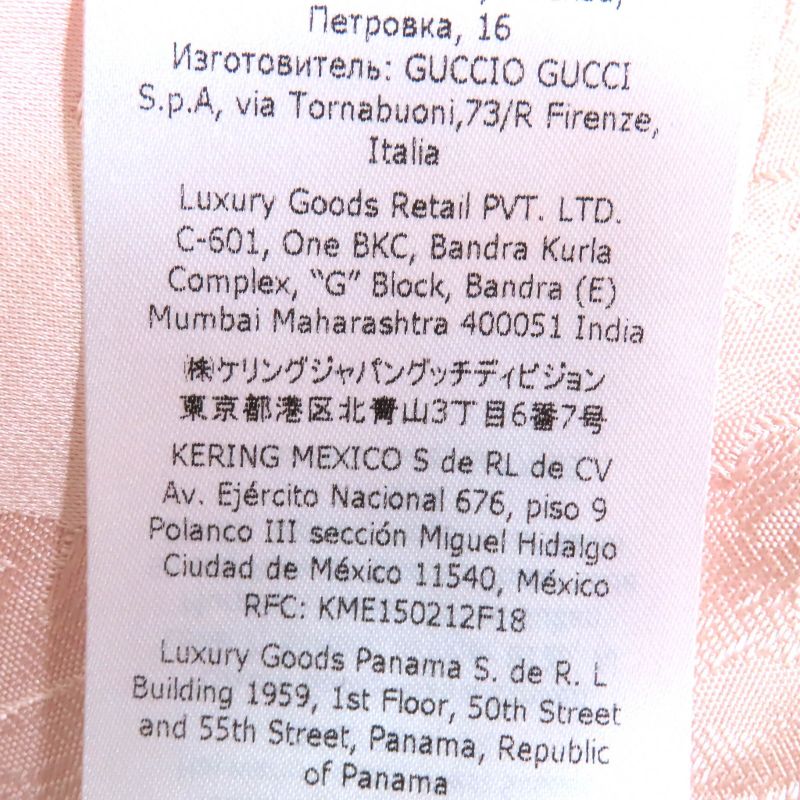 Петровка, 16
Изготовитель: GUCCIO GUCCI
S.p.A, via Tornabuoni,73/R Firenze,
Italia
Luxury Goods Retail PVT. LTD.
C-601, One BKC, Bandra Kurla
Complex, “G” Block, Bandra (E)
Mumbai Maharashtra 400051 India
㈱ケリングジャパングッチディビジョン
東京都港区北青山3丁目6番7号
KERING MEXICO S de RL de CV
Av. Ejército Nacional 676, piso 9
Polanco III sección Miguel Hidalgo
Ciudad de México 11540, México
RFC: KME150212F18
Luxury Goods Panama S. de R. L
Building 1959, 1st Floor, 50th Street
and 55th Street, Panama, Republic
of Panama